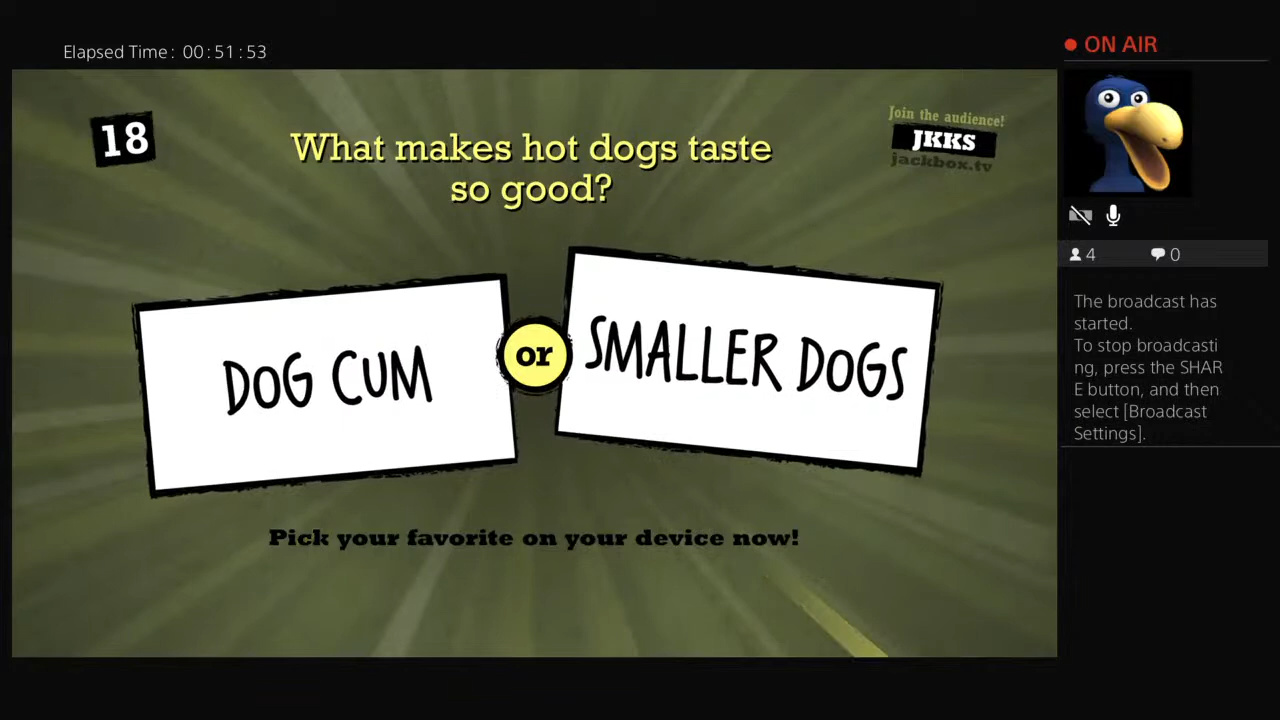 Elapsed Time: 00:51:53
ON AIR
18
What makes hot dogs taste
so good?
Join the audience!
JKKS
jackbox.tv
DOG CUM
or
SMALLER DOGS
Pick your favorite on your device now!
4
0
The broadcast has
started.
To stop broadcasti
ng, press the SHAR
E button, and then
select [Broadcast
Settings].